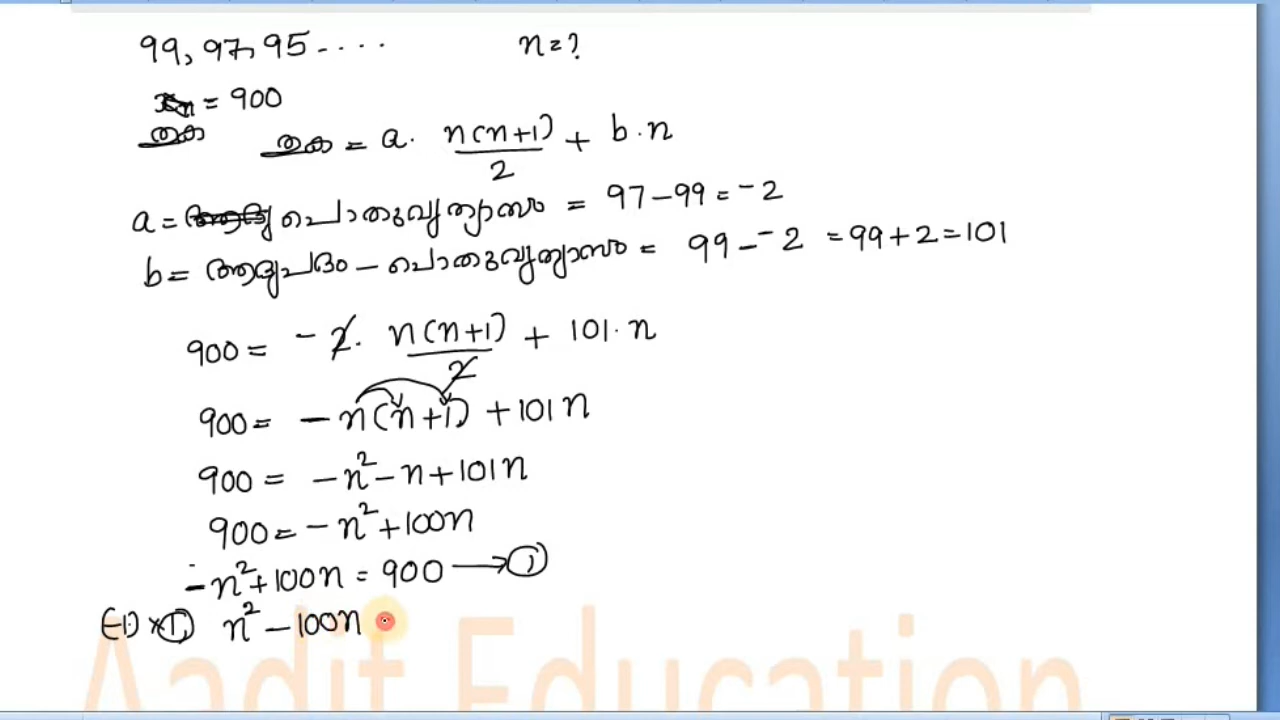 99, 97, 95 ..... n = ?
= 900
തുക
തുക = a. n(n+1)/2 + b.n
a = പൊതുവ്യത്യാസം = 97 – 99 = -2
b = ആദ്യപദം – പൊതുവ്യത്യാസം = 99 – -2 = 99 + 2 = 101
900 = -2. n(n+1)/2 + 101.n
900 = -n(n+1) + 101n
900 = -n² - n + 101n
900 = -n² + 100n
-n² + 100n = 900 → ①
(-1) × ①, n² – 100n
Aadit Education